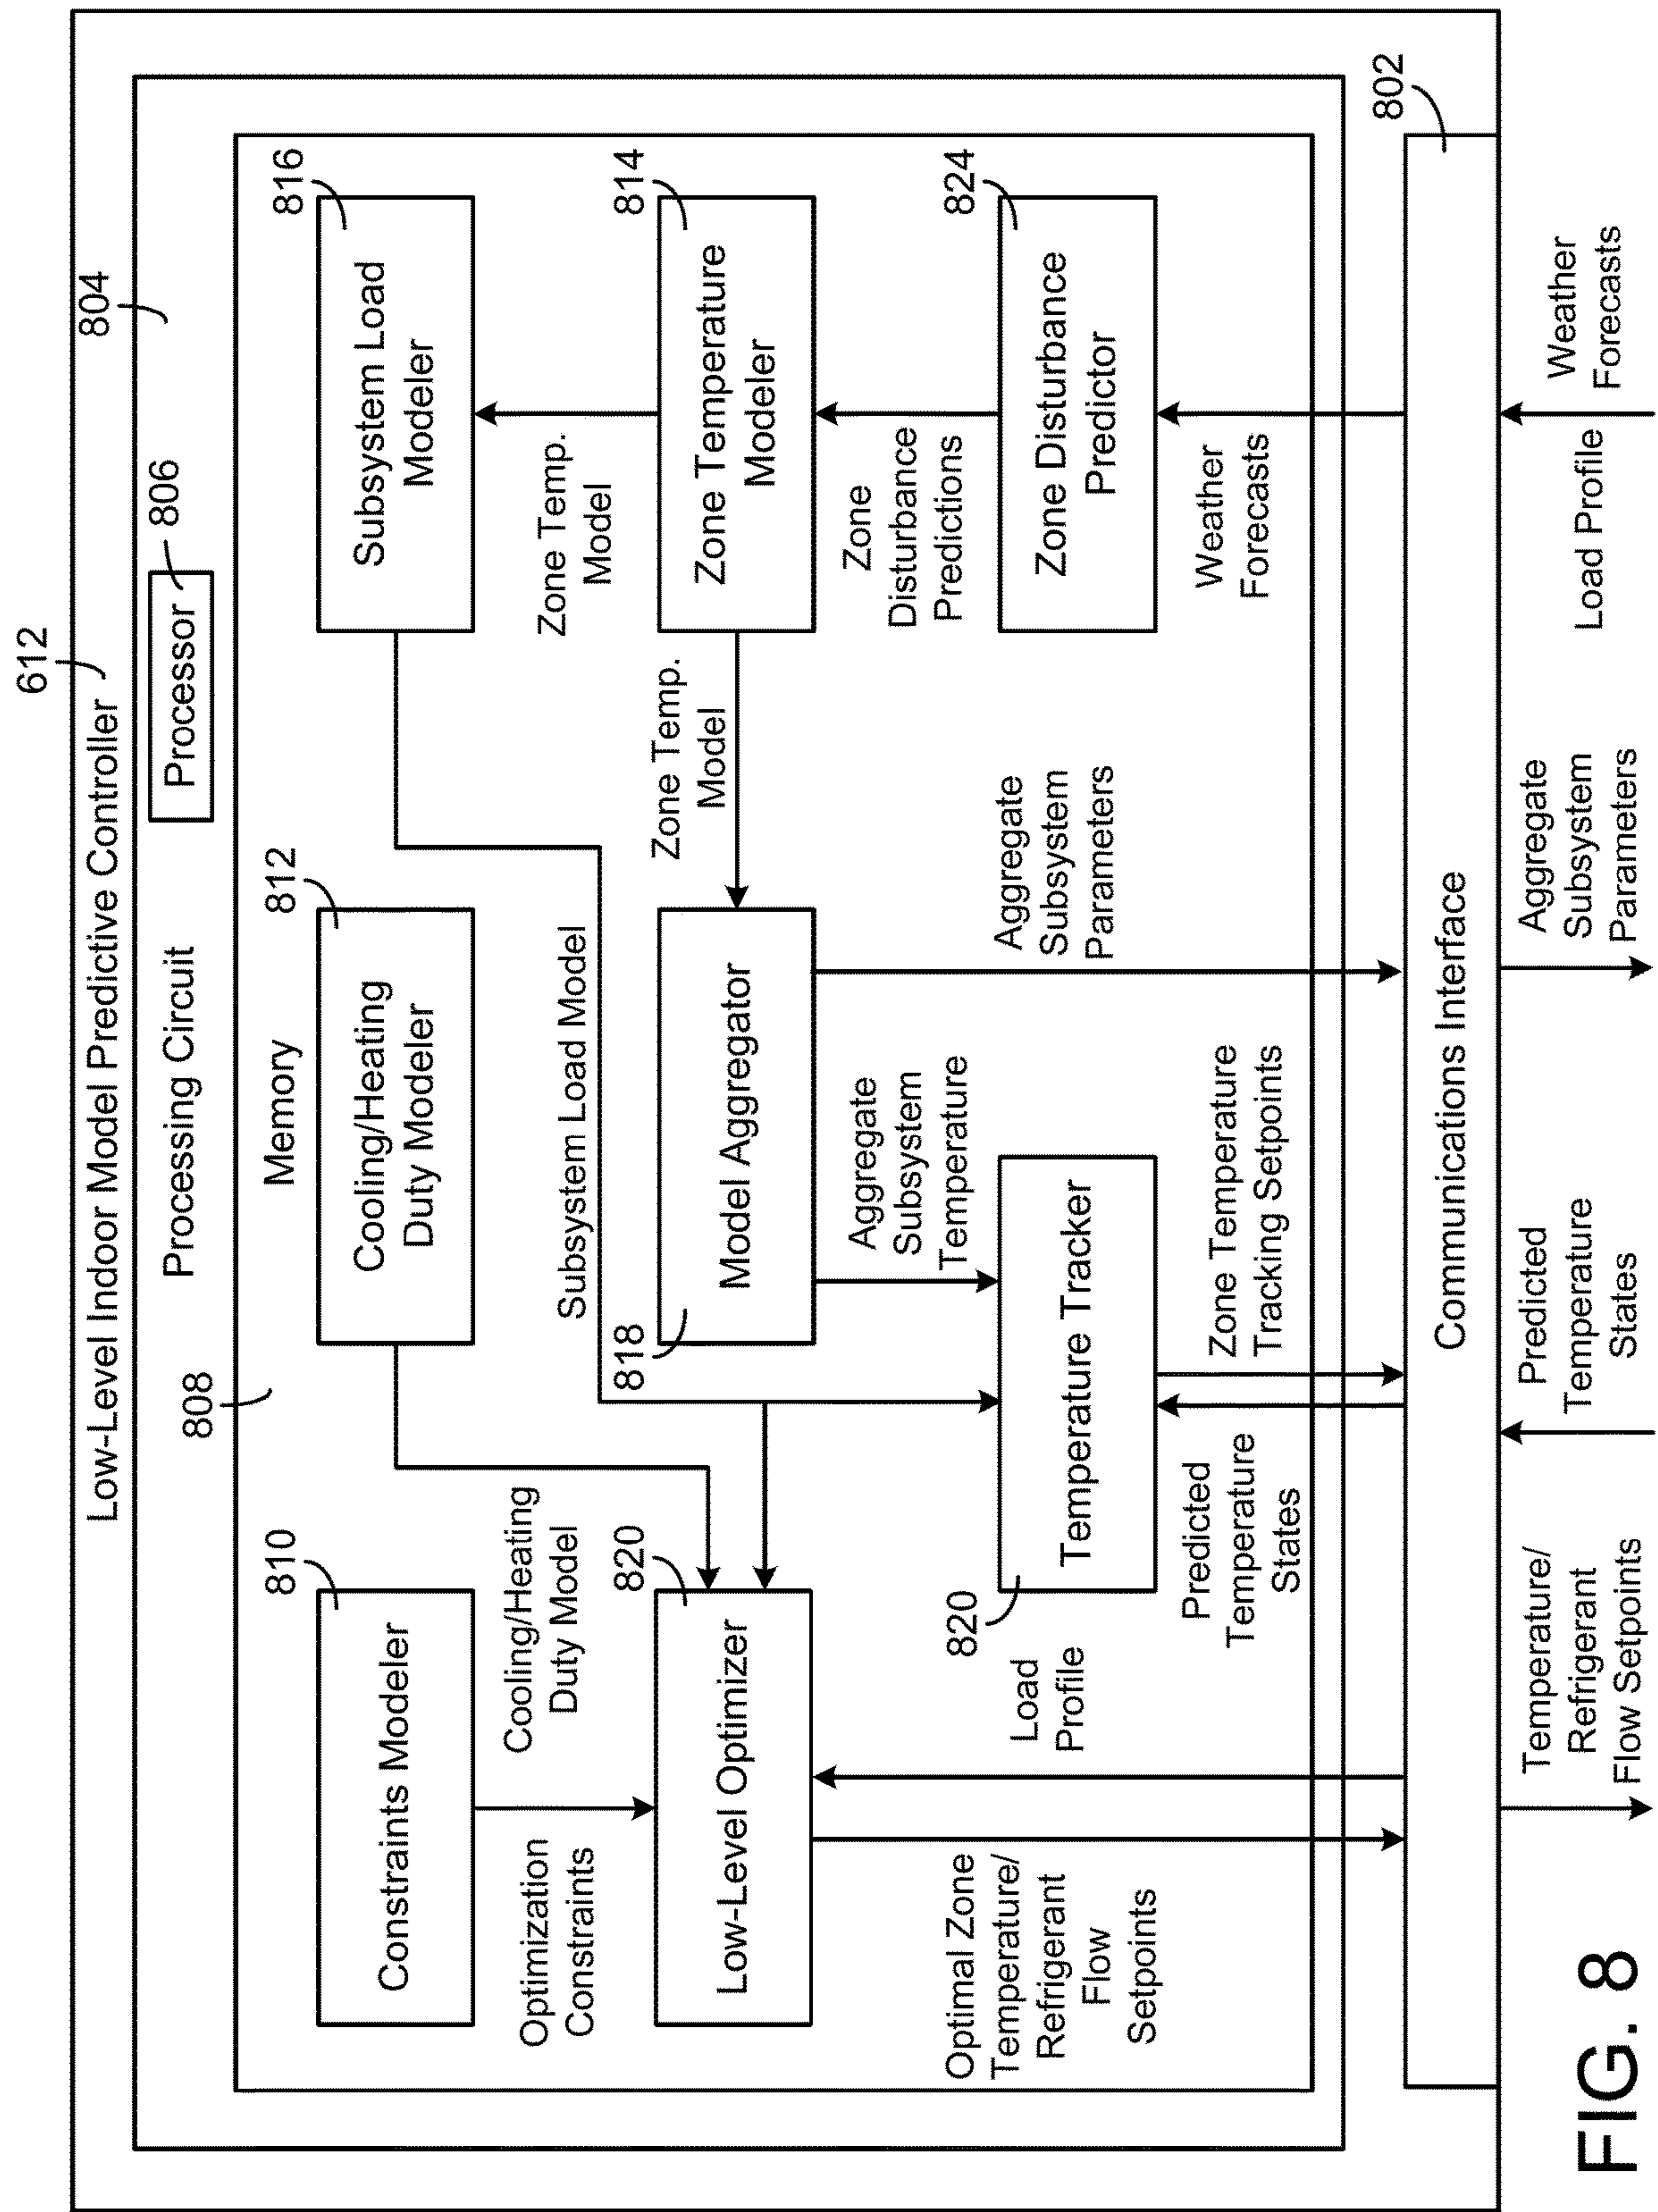 612
Low-Level Indoor Model Predictive Controller
804
Processing Circuit
Processor
806
808
Memory
810
812
816
Constraints Modeler
Cooling/Heating
Duty Modeler
Subsystem Load
Modeler
Optimization
Constraints
Cooling/Heating
Duty Model
Subsystem Load Model
Zone Temp.
Model
820
818
814
Low-Level Optimizer
Model Aggregator
Zone Temp.
Model
Zone Temperature
Modeler
Optimal Zone
Temperature/
Refrigerant
Flow
Setpoints
Load
Profile
Aggregate
Subsystem
Temperature
Aggregate
Subsystem
Parameters
Zone
Disturbance
Predictions
820
824
Temperature Tracker
Zone Disturbance
Predictor
Predicted
Temperature
States
Zone Temperature
Tracking Setpoints
Weather
Forecasts
802
Communications Interface
Temperature/
Refrigerant
Flow Setpoints
Predicted
Temperature
States
Aggregate
Subsystem
Parameters
Load Profile
Weather
Forecasts
FIG. 8